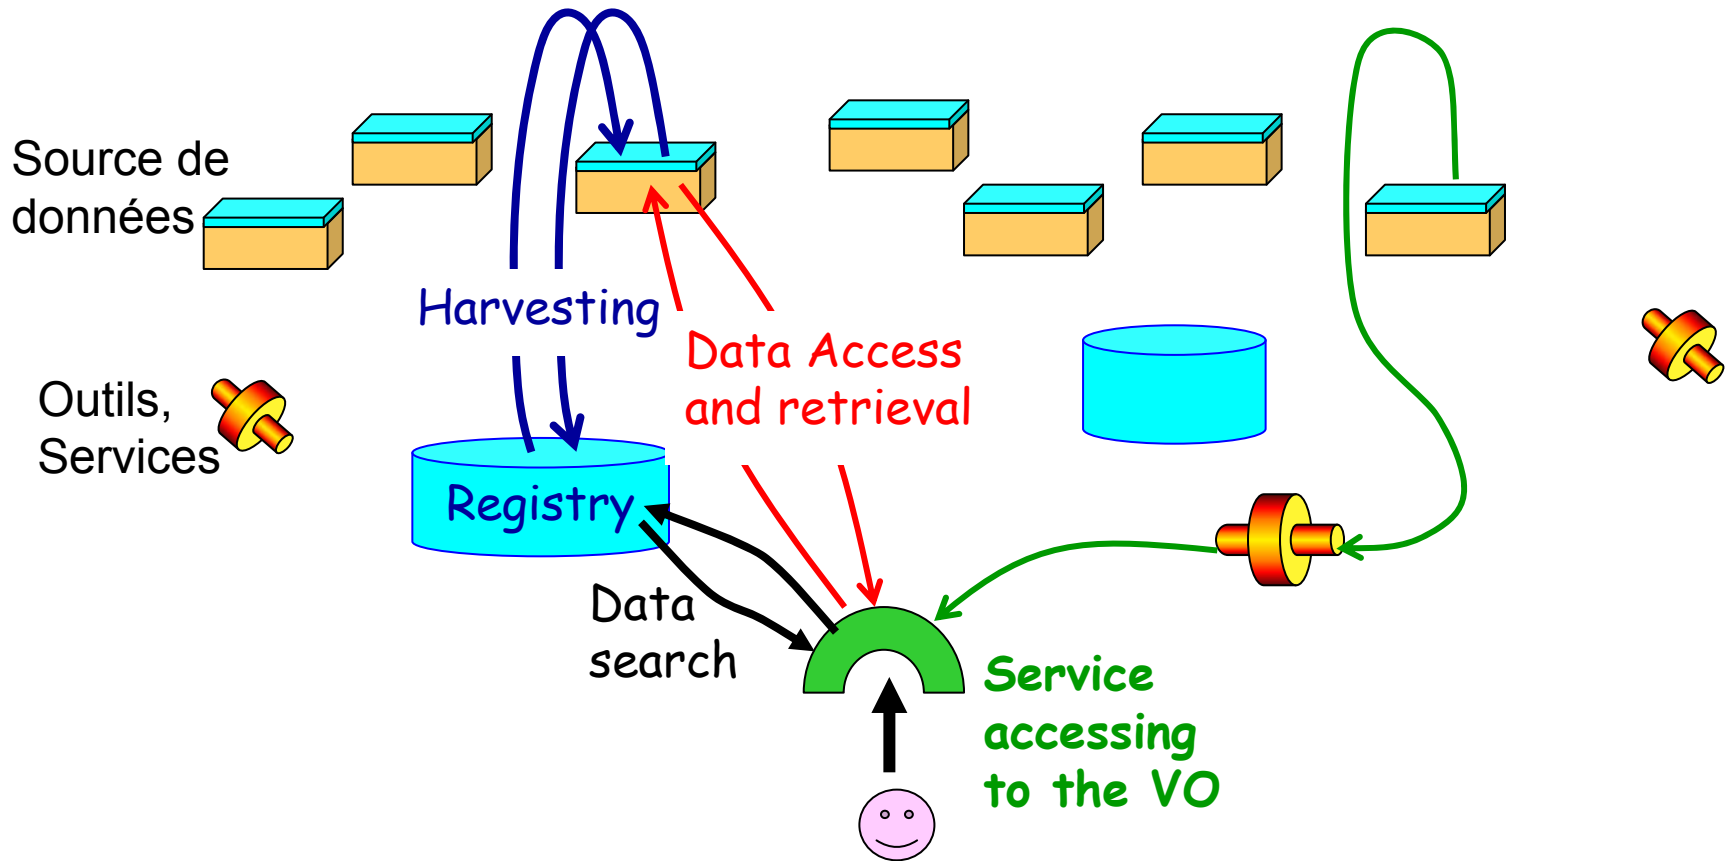 Source de
données
Harvesting
Data Access
and retrieval
Outils,
Services
Registry
Data
search
Service
accessing
to the VO